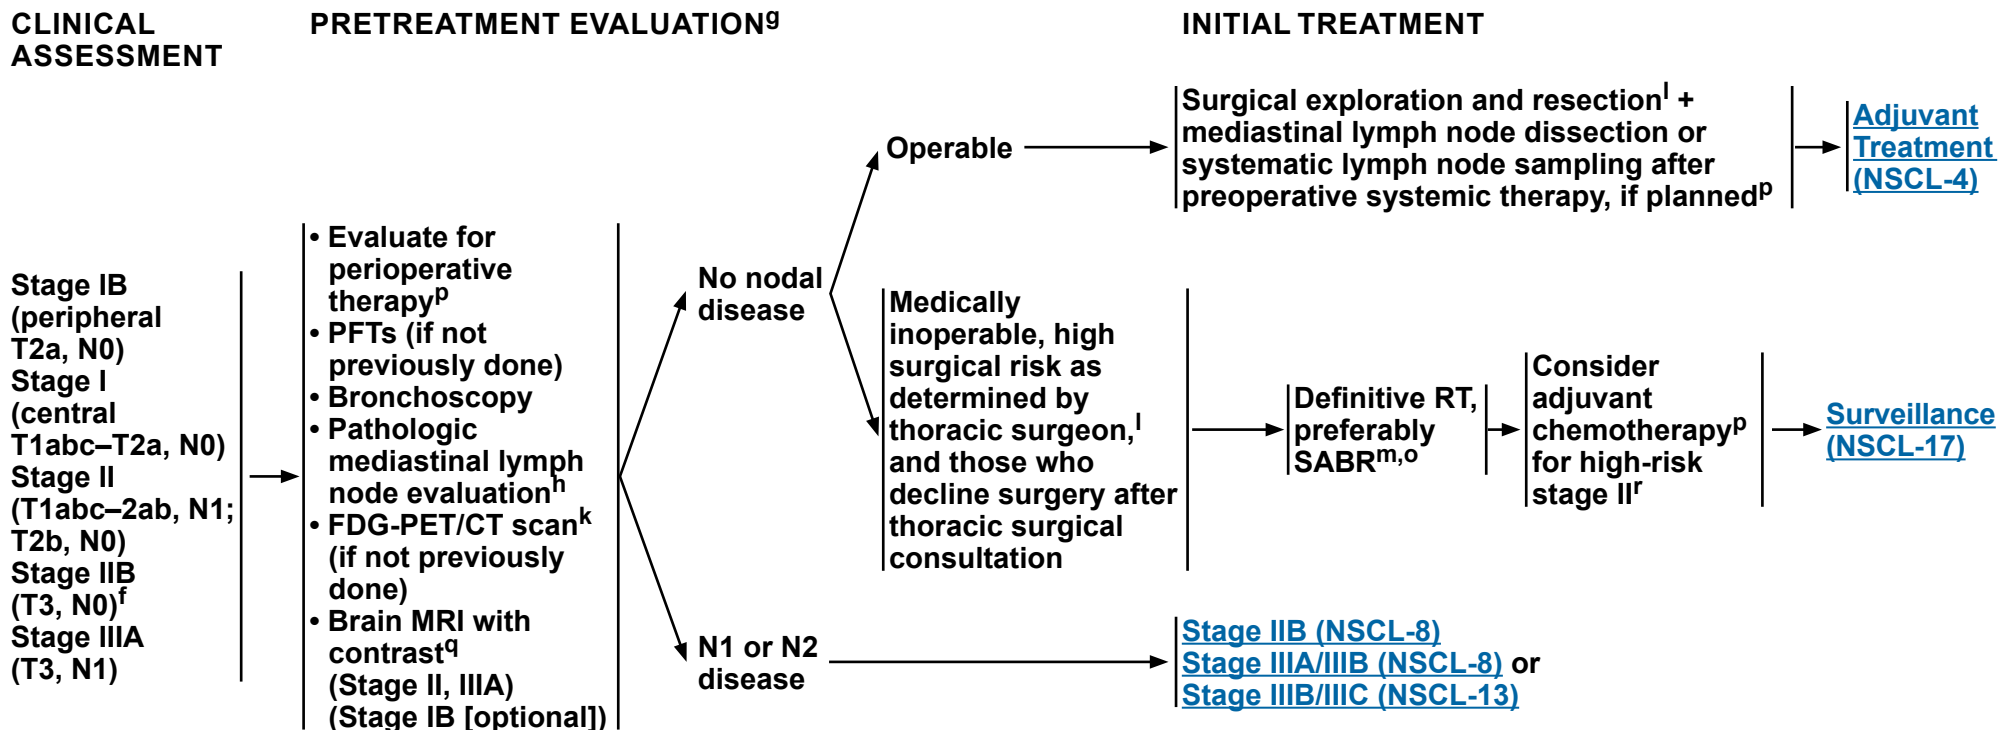 CLINICAL
ASSESSMENT
PRETREATMENT EVALUATIONg
INITIAL TREATMENT
Stage IB
(peripheral
T2a, N0)
Stage I
(central
T1abc–T2a, N0)
Stage II
(T1abc–2ab, N1;
T2b, N0)
Stage IIB
(T3, N0)f
Stage IIIA
(T3, N1)
• Evaluate for
perioperative
therapyp
• PFTs (if not
previously done)
• Bronchoscopy
• Pathologic
mediastinal lymph
node evaluationh
• FDG-PET/CT scank
(if not previously
done)
• Brain MRI with
contrastq
(Stage II, IIIA)
(Stage IB [optional])
No nodal
disease
Operable
Surgical exploration and resectionl +
mediastinal lymph node dissection or
systematic lymph node sampling after
preoperative systemic therapy, if plannedp
Adjuvant
Treatment
(NSCL-4)
Medically
inoperable, high
surgical risk as
determined by
thoracic surgeon,l
and those who
decline surgery after
thoracic surgical
consultation
Definitive RT,
preferably
SABRm,o
Consider
adjuvant
chemotherapyp
for high-risk
stage IIr
Surveillance
(NSCL-17)
N1 or N2
disease
Stage IIB (NSCL-8)
Stage IIIA/IIIB (NSCL-8) or
Stage IIIB/IIIC (NSCL-13)